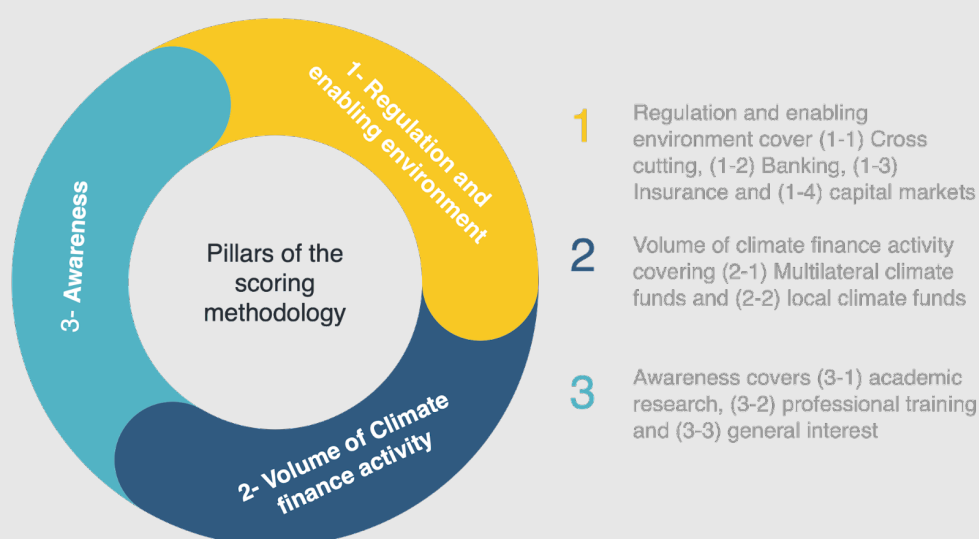 1- Regulation and
enabling environment
2- Volume of Climate
finance activity
3- Awareness
Pillars of the
scoring
methodology
1
Regulation and enabling
environment cover (1-1) Cross
cutting, (1-2) Banking, (1-3)
Insurance and (1-4) capital markets
2
Volume of climate finance activity
covering (2-1) Multilateral climate
funds and (2-2) local climate funds
3
Awareness covers (3-1) academic
research, (3-2) professional training
and (3-3) general interest